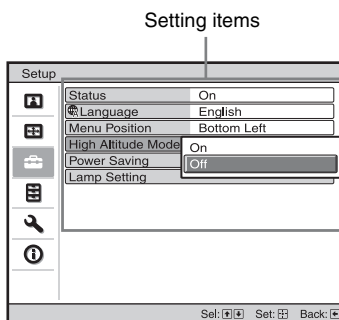 Setting items
Setup
Status On
Language English
Menu Position Bottom Left
High Altitude Mode On
Power Saving Off
Lamp Setting
Sel: Set: Back: